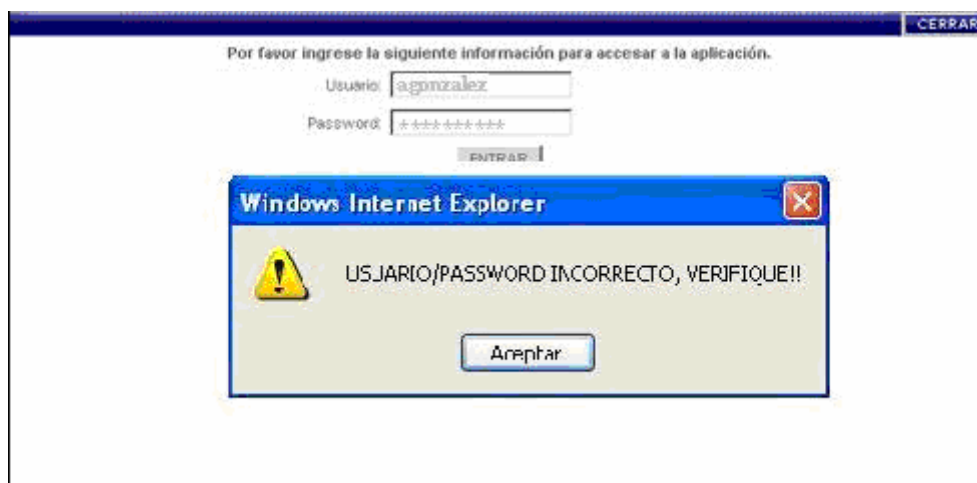 CERRAR
Por favor ingrese la siguiente información para accesar a la aplicación.
Usuario: agonzalez
Password: **********
ENTRAR
Windows Internet Explorer
USUARIO/PASSWORD INCORRECTO, VERIFIQUE!!
Aceptar